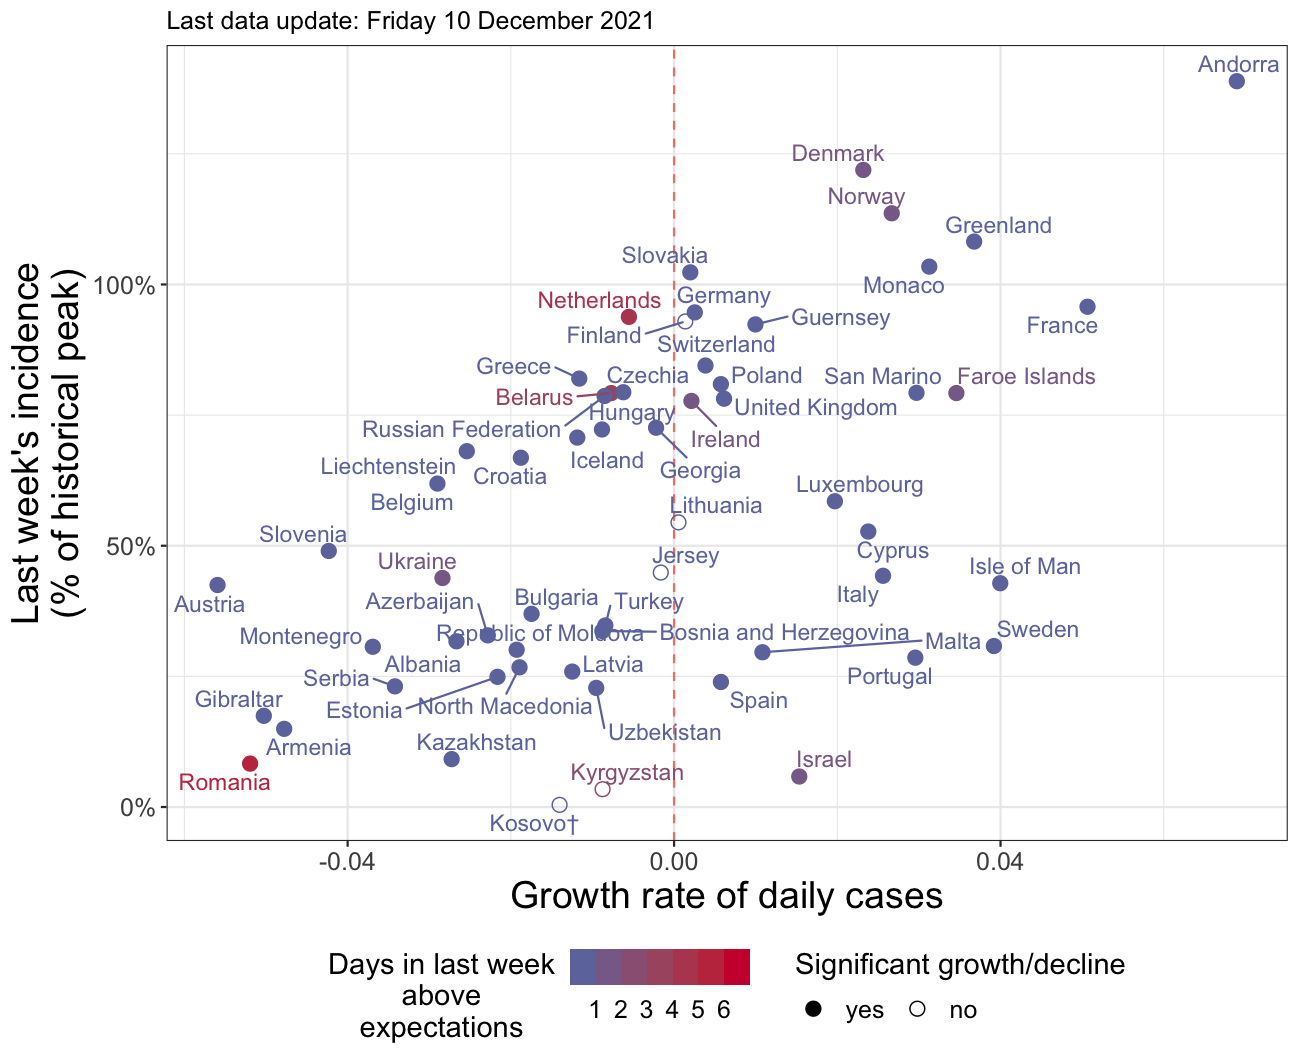 Last data update: Friday 10 December 2021
Last week's incidence
(% of historical peak)
100%
50%
0%
Andorra
Denmark
Norway
Greenland
Slovakia
Monaco
Germany
Netherlands
Guernsey
France
Finland
Switzerland
Greece
Czechia
Poland
San Marino
Faroe Islands
Belarus
United Kingdom
Hungary
Russian Federation
Ireland
Iceland
Liechtenstein
Georgia
Croatia
Luxembourg
Belgium
Lithuania
Slovenia
Cyprus
Jersey
Ukraine
Isle of Man
Italy
Bulgaria
Azerbaijan
Turkey
Austria
Sweden
Republic of Moldova
Bosnia and Herzegovina
Montenegro
Malta
Albania
Latvia
Serbia
Portugal
Gibraltar
Spain
North Macedonia
Estonia
Uzbekistan
Kazakhstan
Armenia
Israel
Kyrgyzstan
Romania
Kosovo†
-0.04
0.00
0.04
Growth rate of daily cases
Days in last week
above
expectations
1 2 3 4 5 6
Significant growth/decline
yes
no